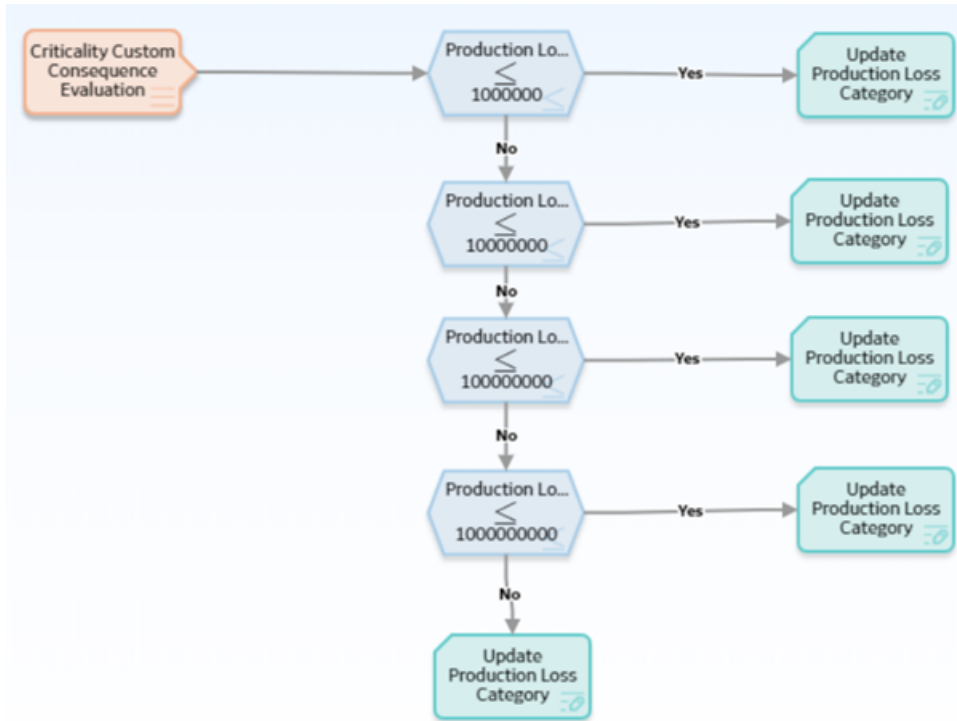 Criticality Custom
Consequence
Evaluation
Production Lo...
≤
1000000
Yes
Update
Production Loss
Category
No
Production Lo...
≤
10000000
Yes
Update
Production Loss
Category
No
Production Lo...
≤
100000000
Yes
Update
Production Loss
Category
No
Production Lo...
≤
1000000000
Yes
Update
Production Loss
Category
No
Update
Production Loss
Category